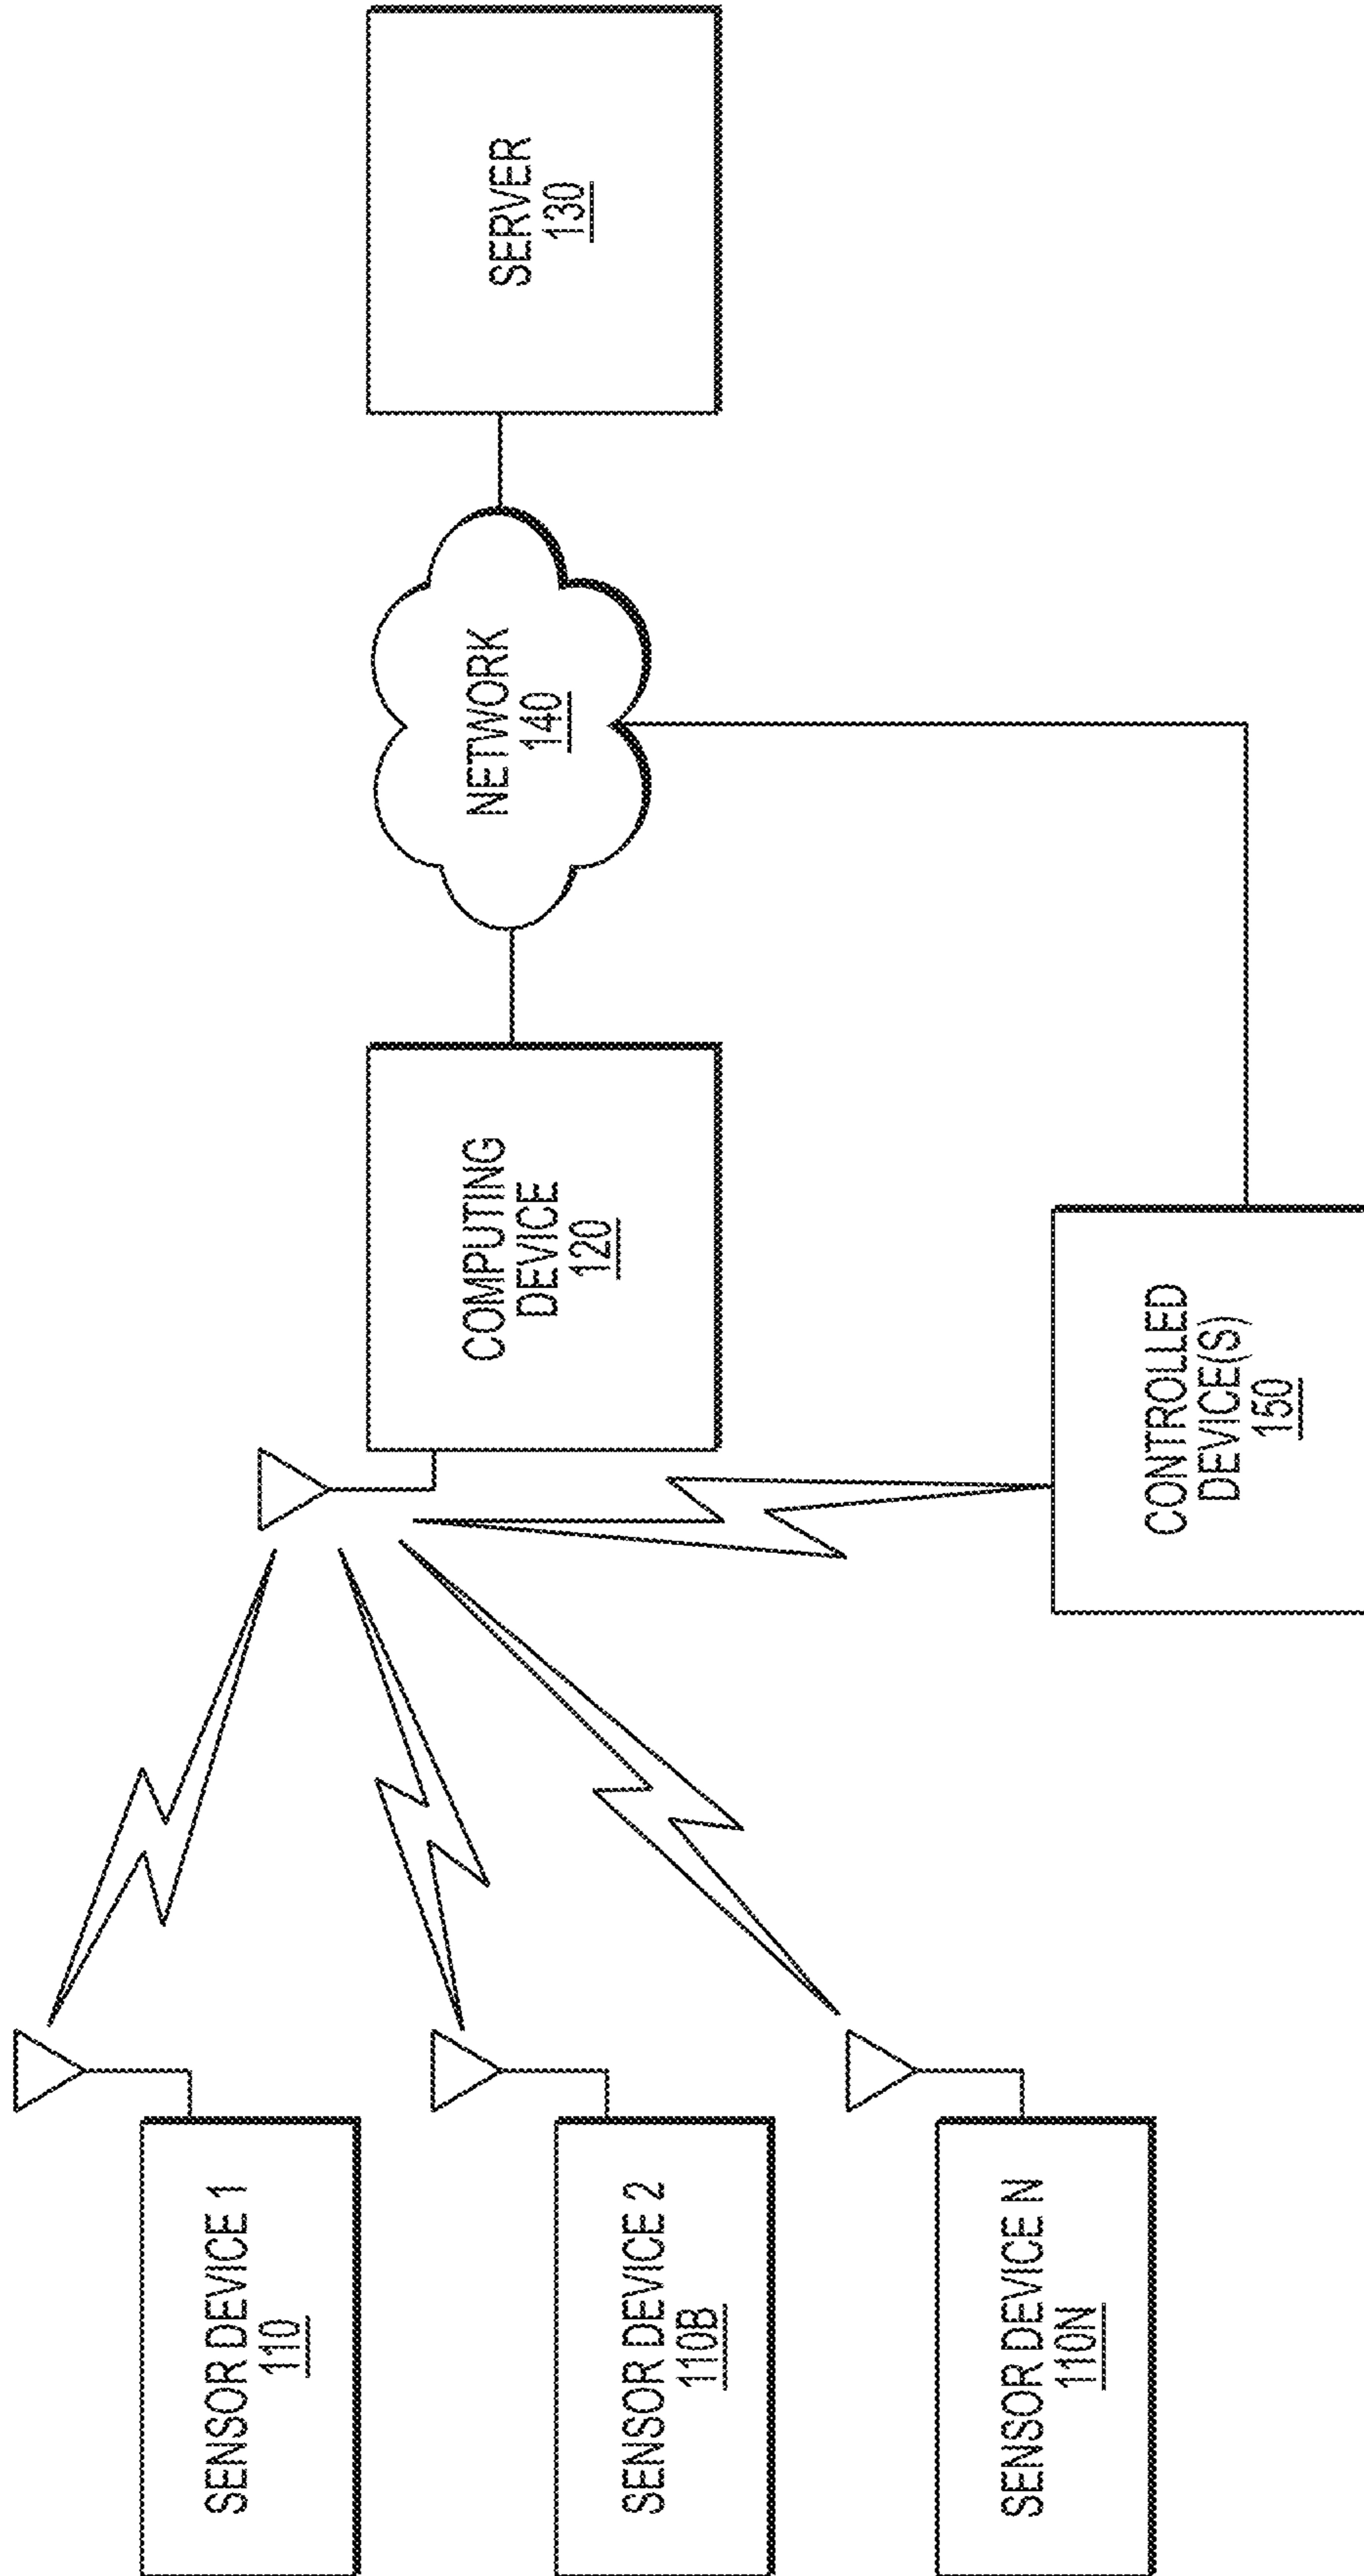 SENSOR DEVICE 1
110
SENSOR DEVICE 2
110B
SENSOR DEVICE N
110N
COMPUTING
DEVICE
120
CONTROLLED
DEVICE(S)
150
NETWORK
140
SERVER
130